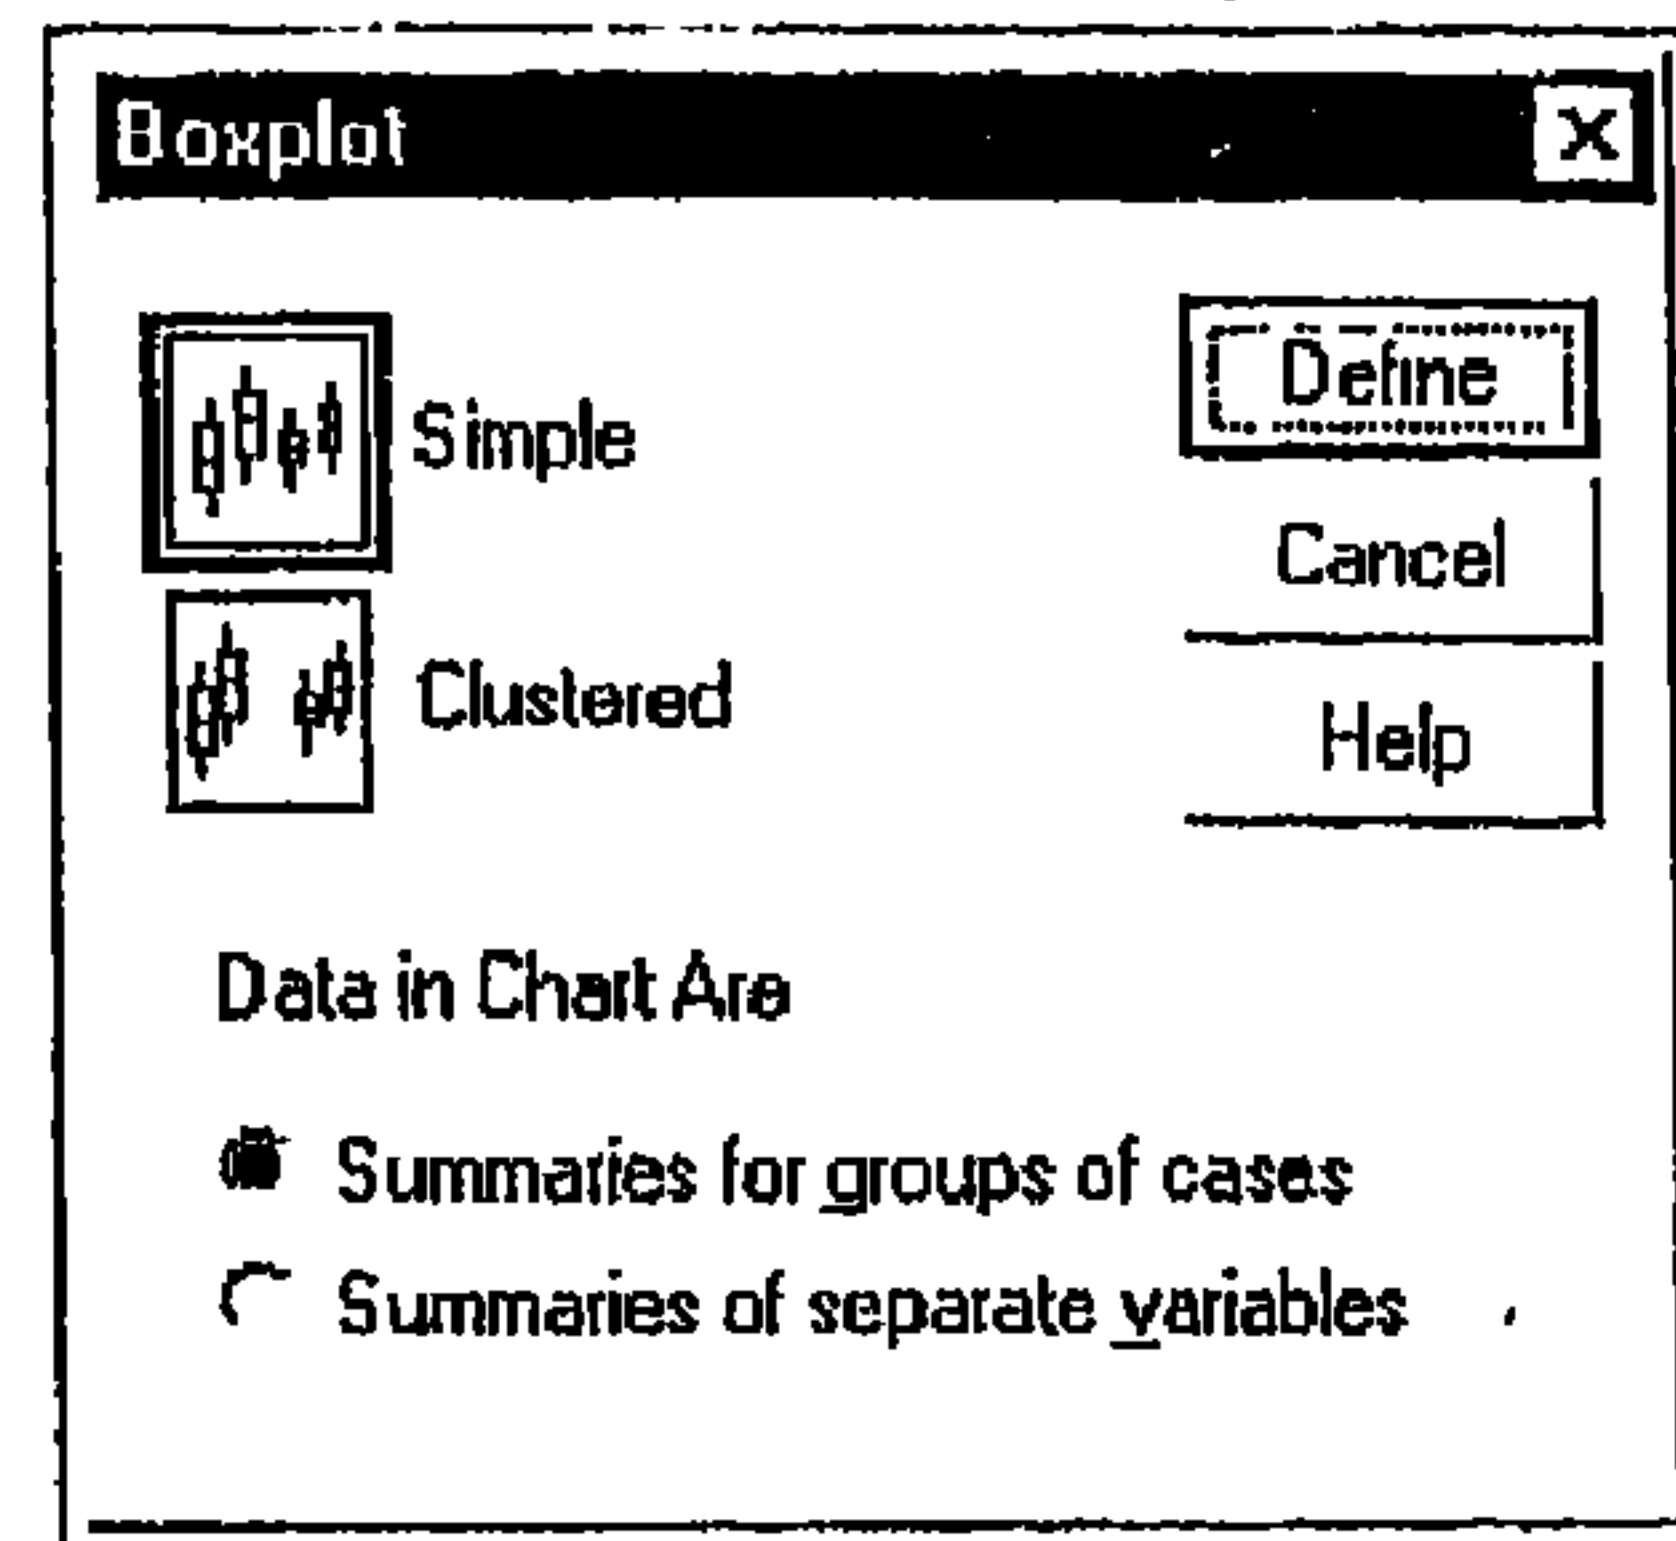 Boxplot
Simple
Define
Cancel
Clustered
Help
Data in Chart Are
Summaries for groups of cases
Summaries of separate variables